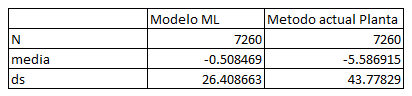 Modelo ML Metodo actual Planta
N 7260 7260
media -0.508469 -5.586915
ds 26.408663 43.77829